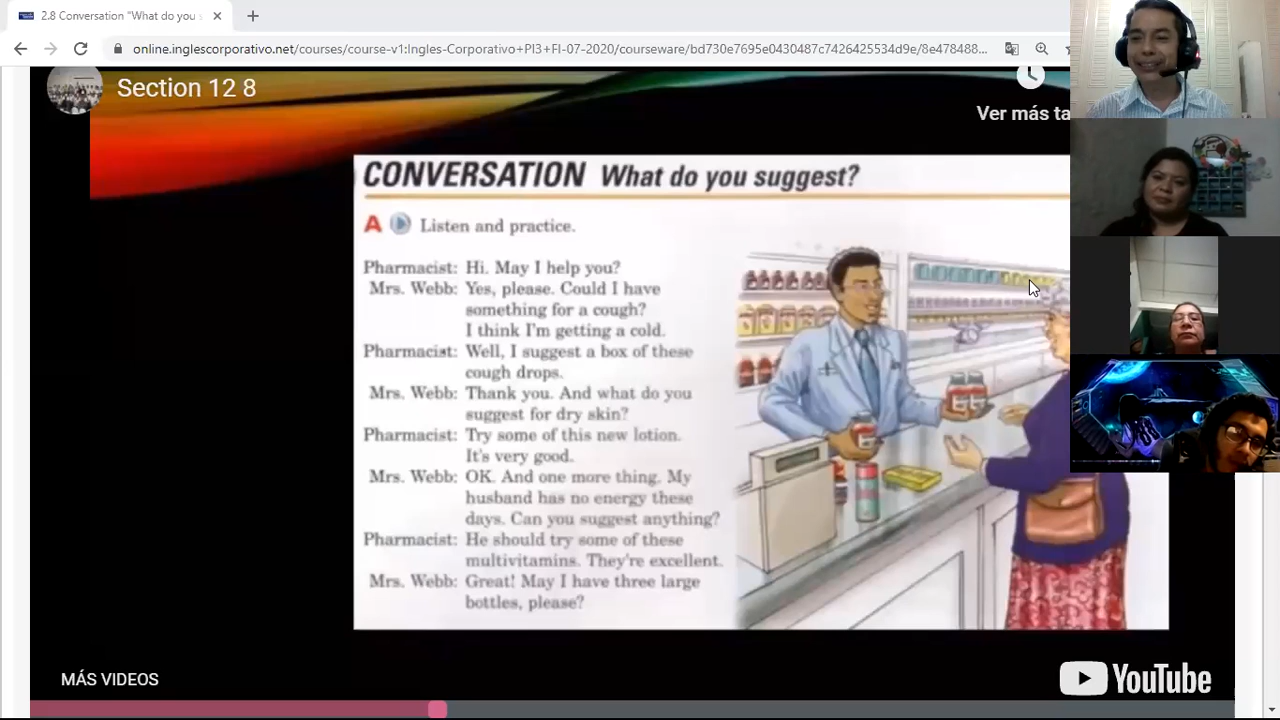 2.8 Conversation "What do you
online.inglescorporativo.net/courses/course-v1:Ingles-Corporativo+PI3+FI-07-2020/courseware/bd730e7695e0430487c7426425534d9e/8e478488...
Section 12 8
Ver más ta
CONVERSATION What do you suggest?
A Listen and practice.
Pharmacist: Hi. May I help you?
Mrs. Webb: Yes, please. Could I have
something for a cough?
I think I'm getting a cold.
Pharmacist: Well, I suggest a box of these
cough drops.
Mrs. Webb: Thank you. And what do you
suggest for dry skin?
Pharmacist: Try some of this new lotion.
It's very good.
Mrs. Webb: OK. And one more thing. My
husband has no energy these
days. Can you suggest anything?
Pharmacist: He should try some of these
multivitamins. They're excellent.
Mrs. Webb: Great! May I have three large
bottles, please?
MÁS VIDEOS
YouTube